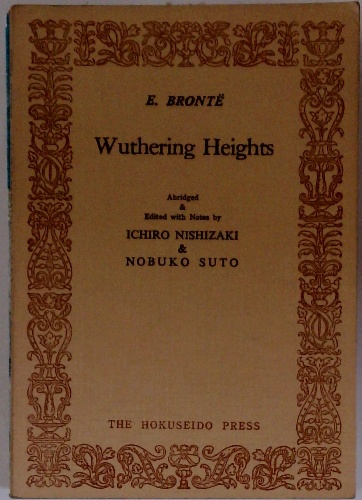 E. BRONTË
Wuthering Heights
Abridged
&
Edited with Notes by
ICHIRO NISHIZAKI
&
NOBUKO SUTO
THE HOKUSEIDO PRESS